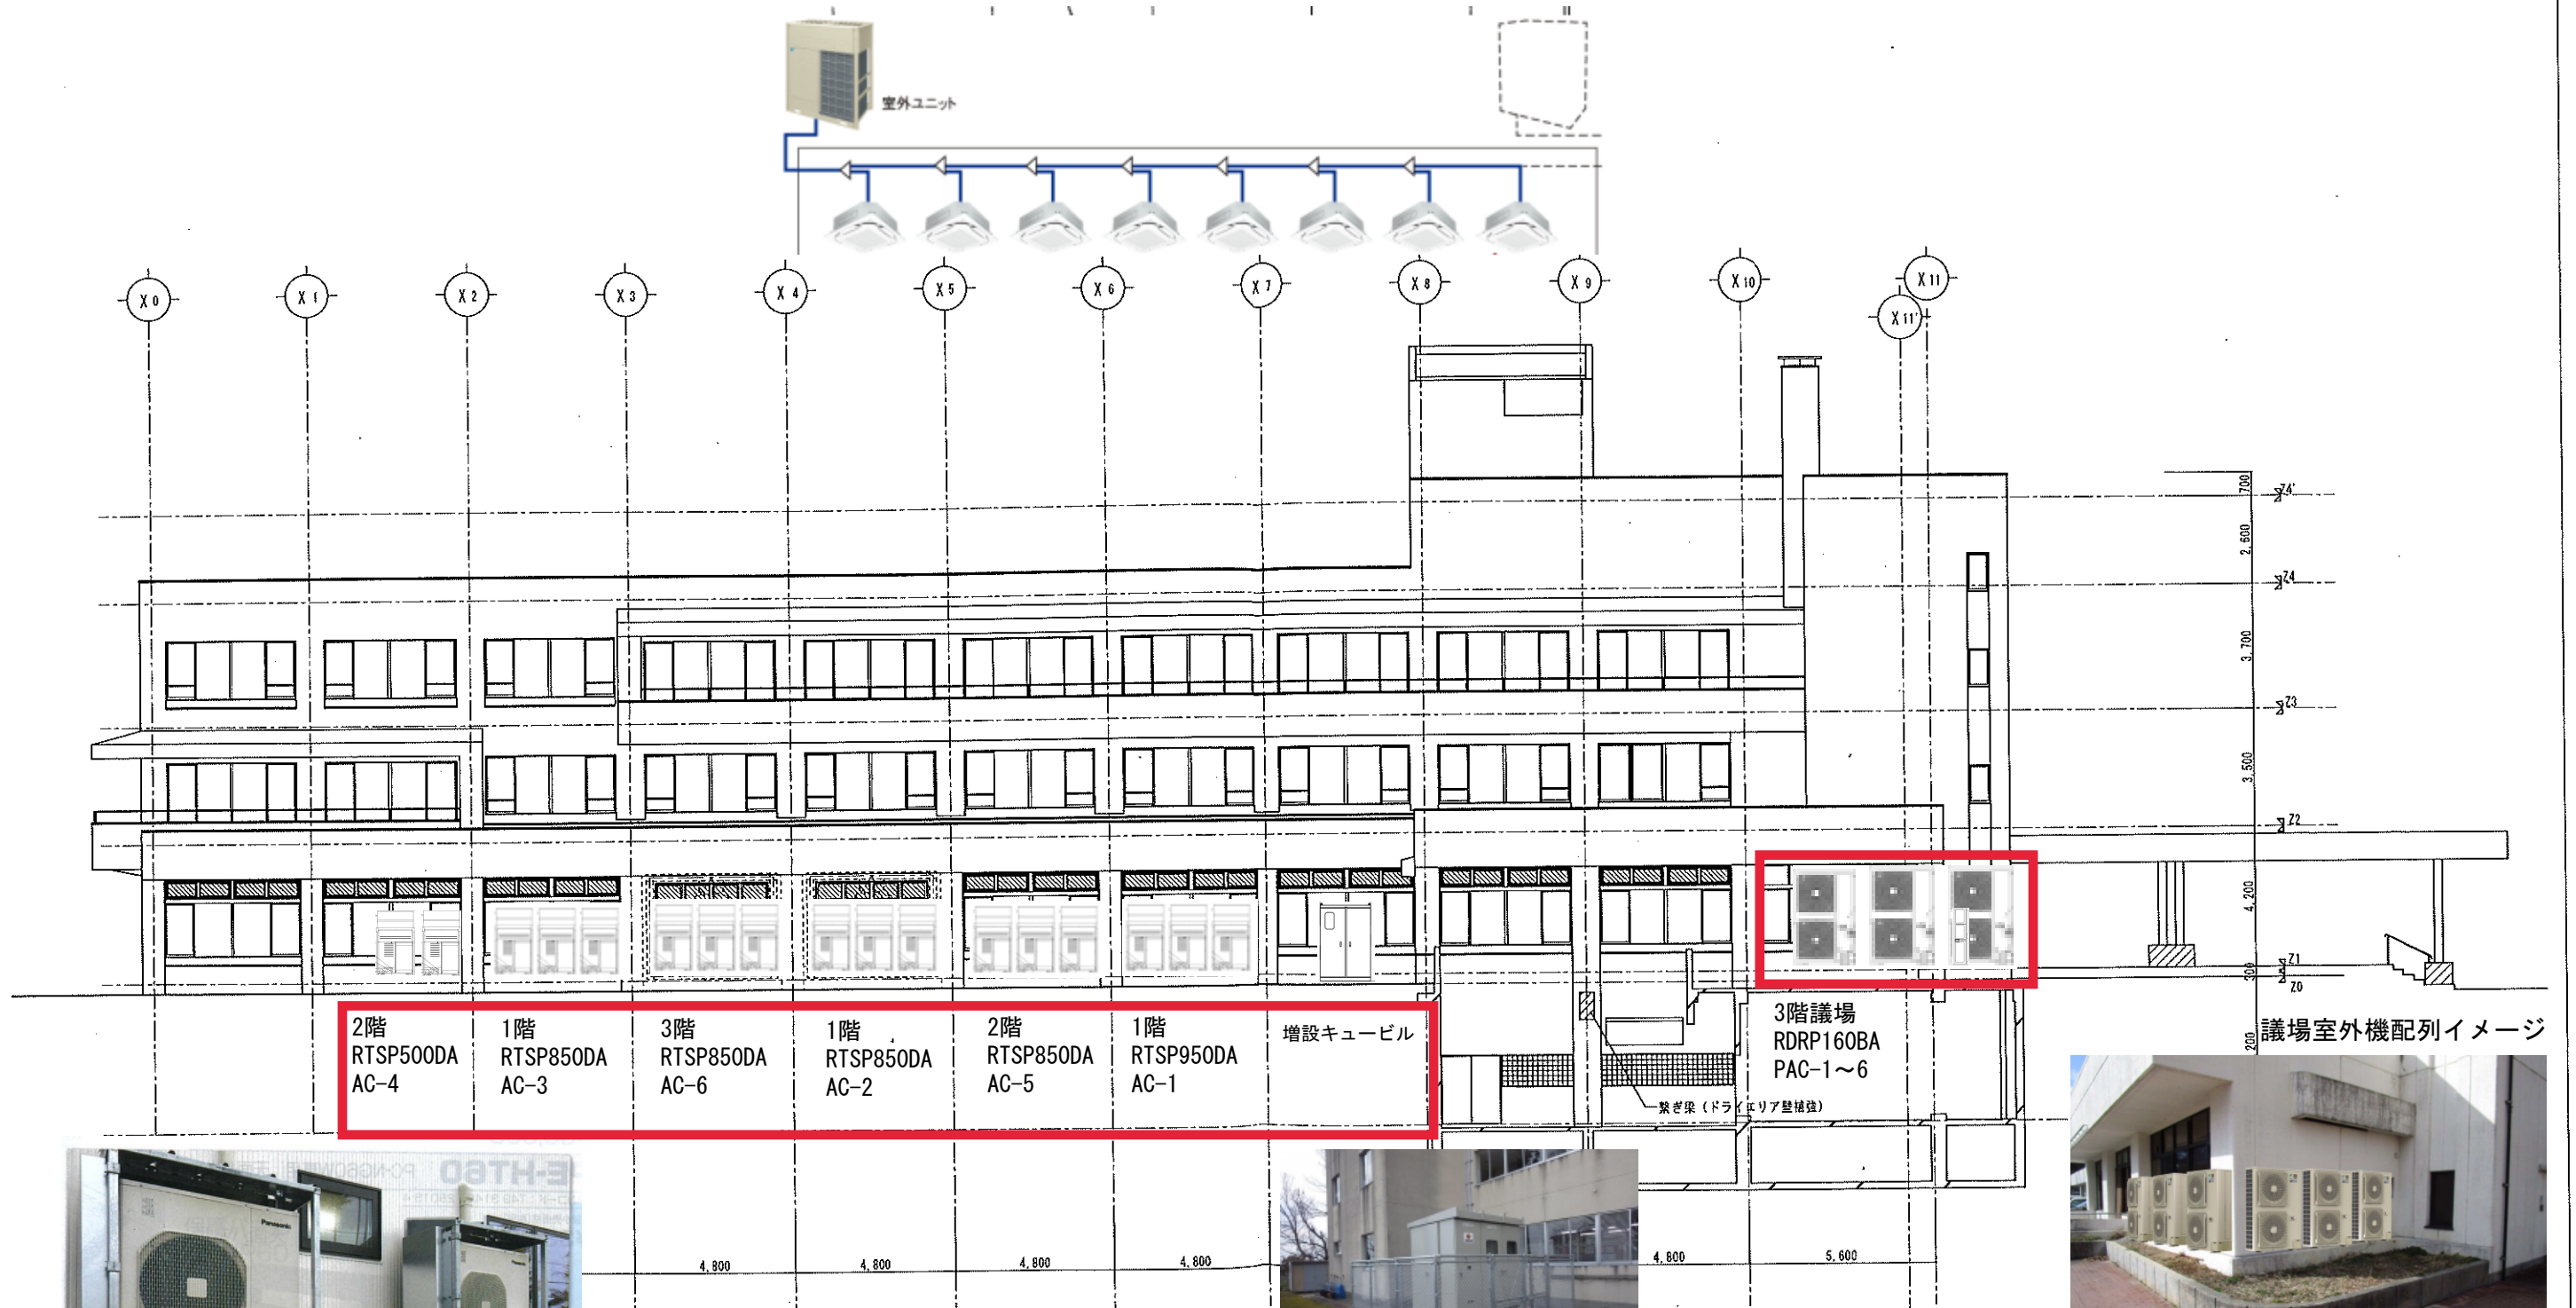 室外ユニット
X0
X1
X2
X3
X4
X5
X6
X7
X8
X9
X10
X11
X11'
700
Z4'
2,600
Z4
3,700
Z3
3,500
Z2
4,200
Z1
300
Z0
200
2階
RTSP500DA
AC-4
1階
RTSP850DA
AC-3
3階
RTSP850DA
AC-6
1階
RTSP850DA
AC-2
2階
RTSP850DA
AC-5
1階
RTSP950DA
AC-1
増設キュービル
3階議場
RDRP160BA
PAC-1～6
議場室外機配列イメージ
繋ぎ梁（ドライエリア壁補強）
Panasonic
4,800
4,800
4,800
4,800
4,800
5,600